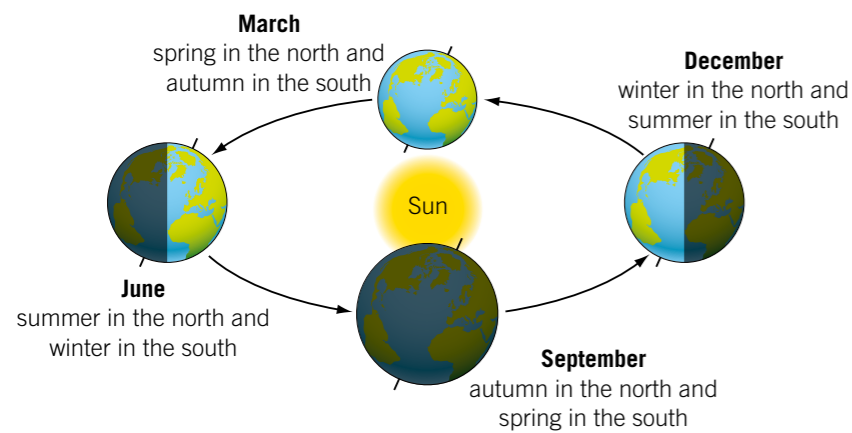 March
spring in the north and
autumn in the south
December
winter in the north and
summer in the south
Sun
June
summer in the north and
winter in the south
September
autumn in the north and
spring in the south